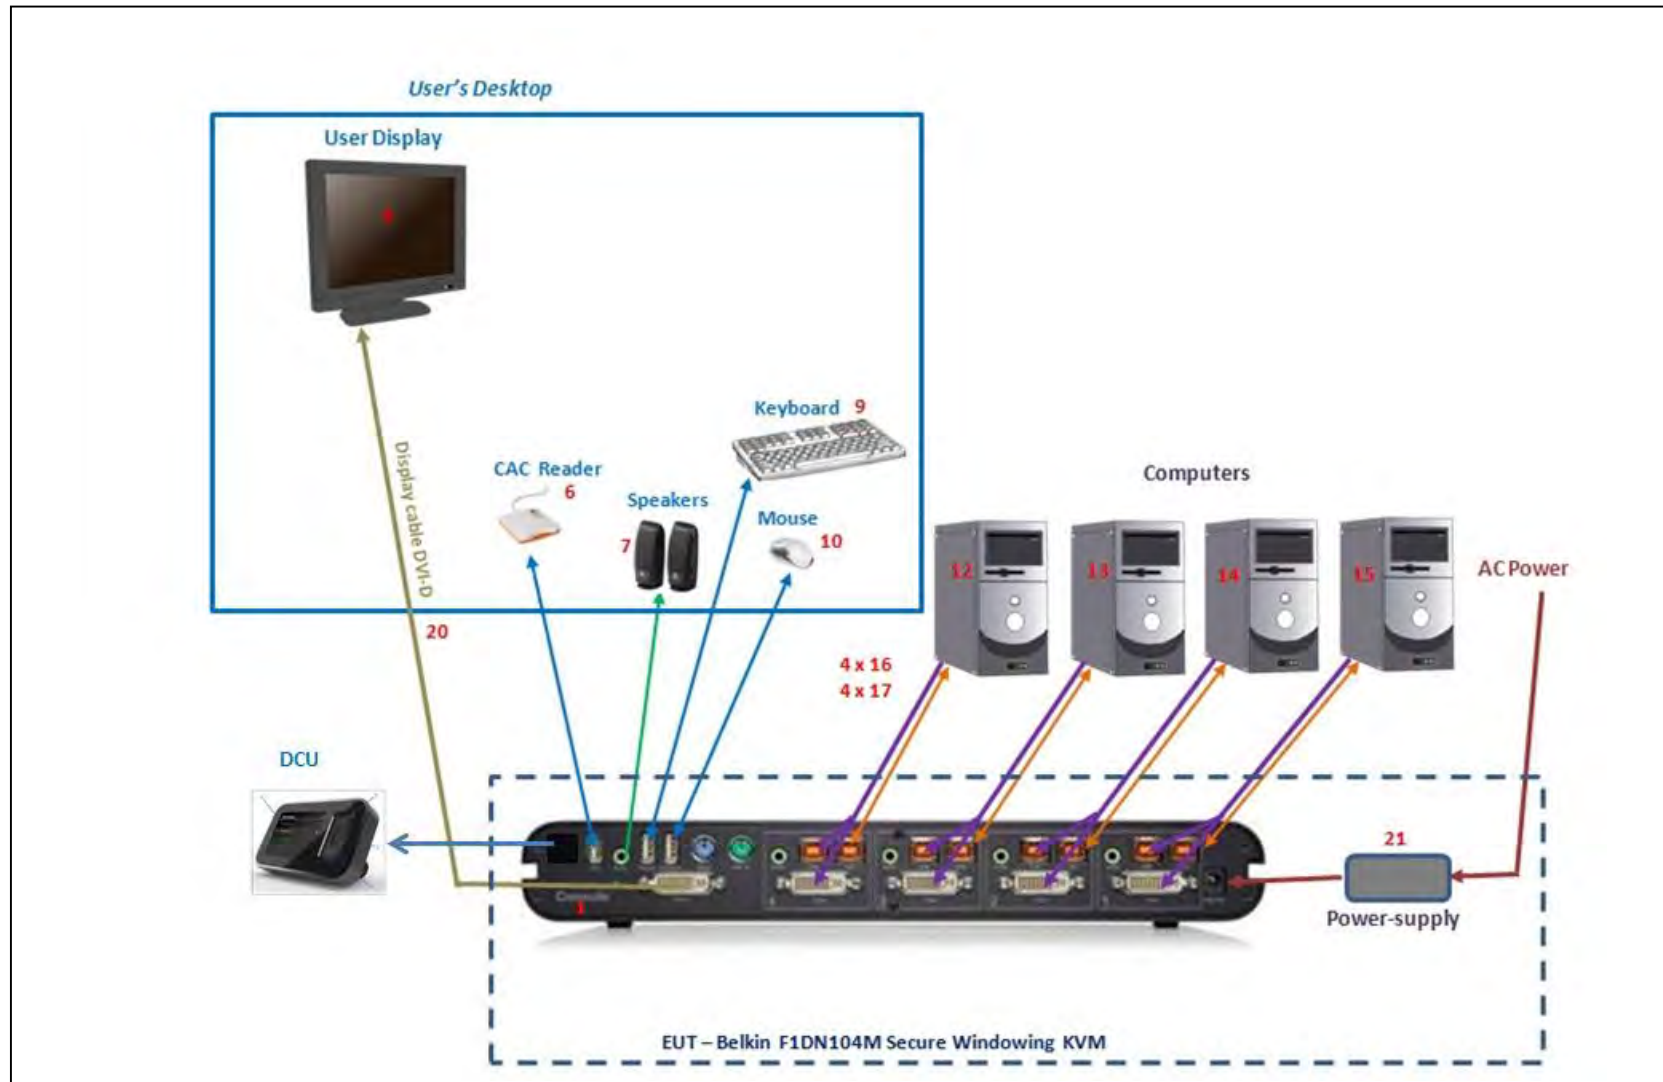 User's Desktop
User Display
Display cable DVI-D
Keyboard 9
CAC Reader
6
Speakers
7
Mouse
10
Computers
12
13
14
15
AC Power
20
4 x 16
4 x 17
DCU
21
Power-supply
1
EUT – Belkin F1DN104M Secure Windowing KVM